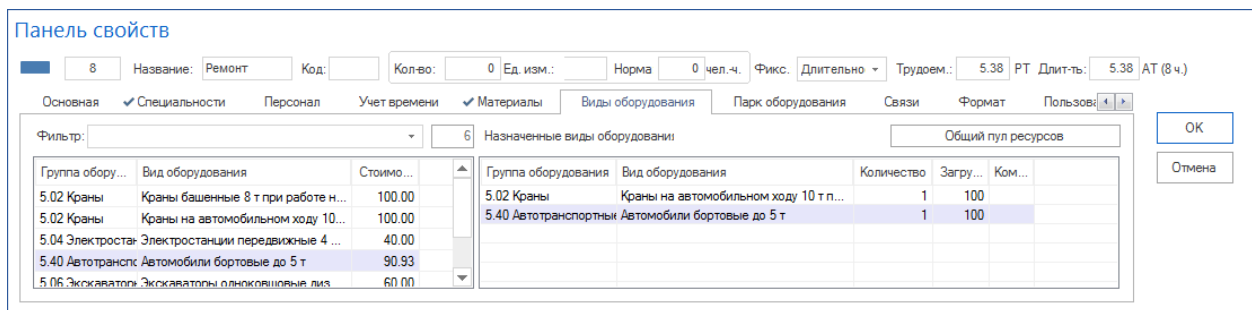 Панель свойств
8 Название: Ремонт Код: Кол-во: 0 Ед. изм.: Норма 0 чел.-ч. Фикс. Длительно Трудоем.: 5.38 РТ Длит-ть: 5.38 АТ (8 ч.)
Основная Специальности Персонал Учет времени Материалы Виды оборудования Парк оборудования Связи Формат Пользова
Фильтр: 6 Назначенные виды оборудовани Общий пул ресурсов ОК
Группа обору... Вид оборудования Стоимо... Группа оборудования Вид оборудования Количество Загру... Ком... Отмена
5.02 Краны Краны башенные 8 т при работе н... 100.00 5.02 Краны Краны на автомобильном ходу 10 т п... 1 100
5.02 Краны Краны на автомобильном ходу 10... 100.00 5.40 Автотранспортные Автомобили бортовые до 5 т 1 100
5.04 Электростан Электростанции передвижные 4 ... 40.00
5.40 Автотранспо Автомобили бортовые до 5 т 90.93
5.06 Экскаваторы Экскаваторы одноковшовые диз 60.00